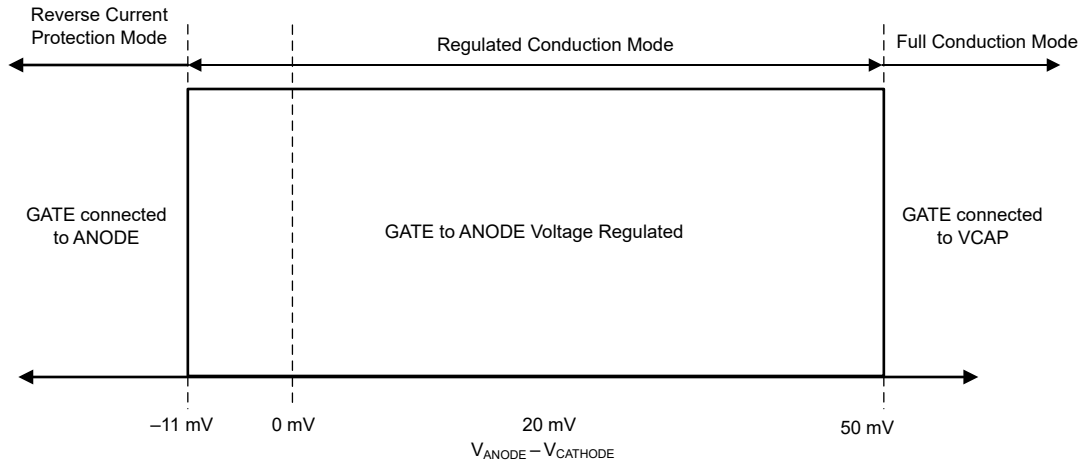 Reverse Current
Protection Mode
Regulated Conduction Mode
Full Conduction Mode
GATE connected
to ANODE
GATE to ANODE Voltage Regulated
GATE connected
to VCAP
–11 mV
0 mV
20 mV
50 mV
VANODE – VCATHODE